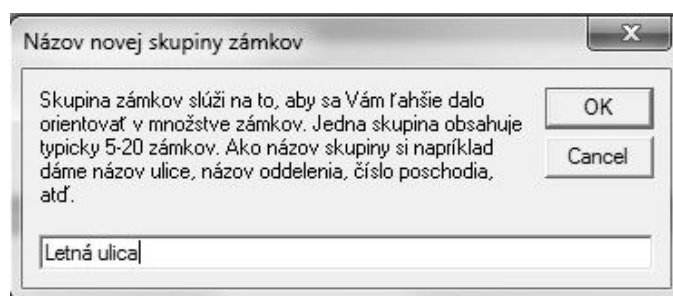 Názov novej skupiny zámkov
X
Skupina zámkov slúži na to, aby sa Vám ľahšie dalo
orientovať v množstve zámkov. Jedna skupina obsahuje
typicky 5-20 zámkov. Ako názov skupiny si napríklad
dáme názov ulice, názov oddelenia, číslo poschodia,
atď.
OK
Cancel
Letná ulica